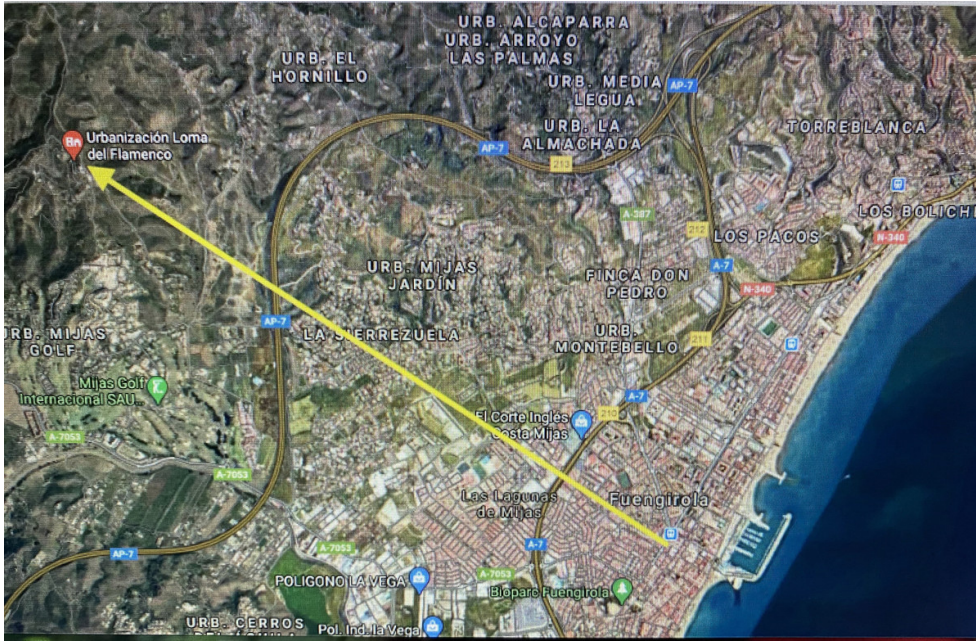 URB. ALCAPARRA
URB. ARROYO
LAS PALMAS
URB. EL
HORNILLO
URB. MEDIA
LEGUA
AP-7
URB. LA
ALMACHADA
TORREBLANCA
Urbanización Loma
del Flamenco
AP-7
213
A-387
LOS BOLICHE
212
LOS PACOS
N-340
URB. MIJAS
JARDÍN
FINCA DON
PEDRO
A-7
N-340
AP-7
LA SIERREZUELA
URB.
MONTEBELLO
211
URB. MIJAS
GOLF
Mijas Golf
Internacional SAU...
A-7
210
El Corte Inglés
Costa Mijas
A-7053
A-7053
Las Lagunas
de Mijas
Fuengirola
AP-7
A-7053
A-7
POLIGONO LA VEGA
A-7053
Bioparc Fuengirola
URB. CERROS
DEL ÁGUILA
Pol. Ind. la Vega